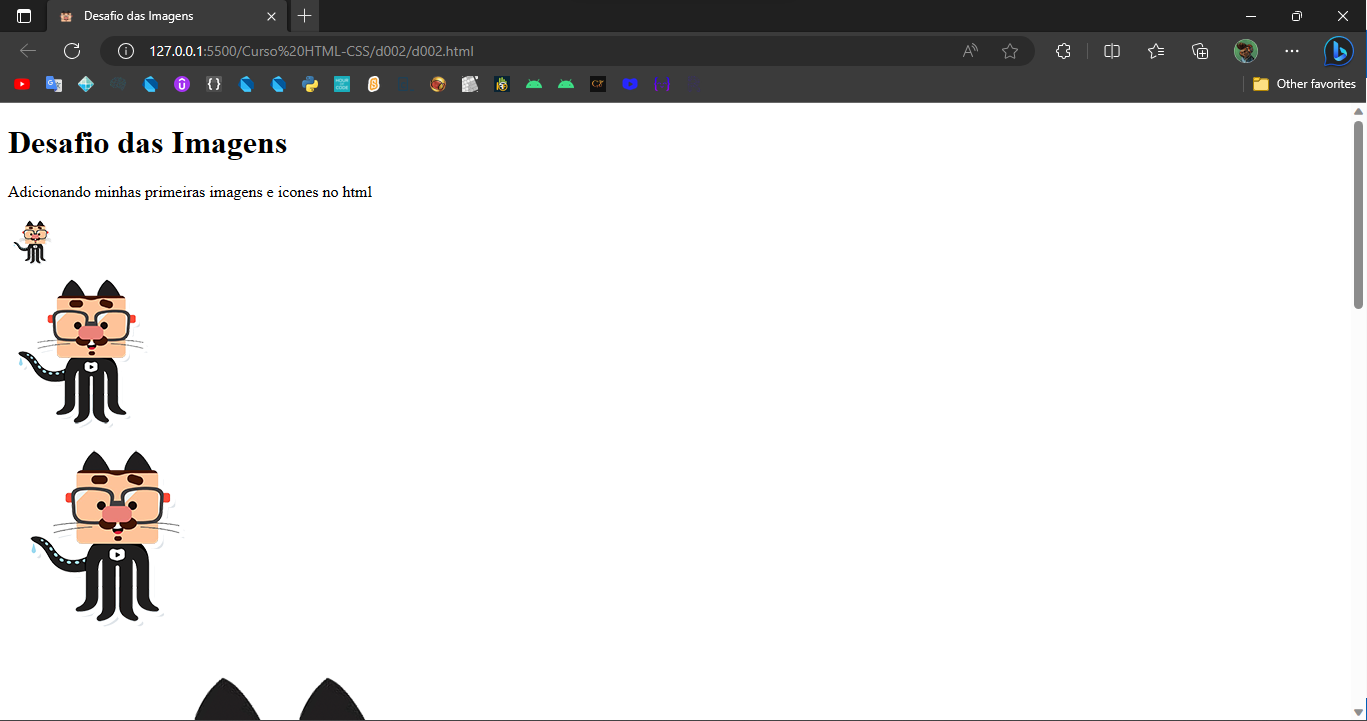 Desafio das Imagens
127.0.0.1:5500/Curso%20HTML-CSS/d002/d002.html
Other favorites
Desafio das Imagens
Adicionando minhas primeiras imagens e icones no html